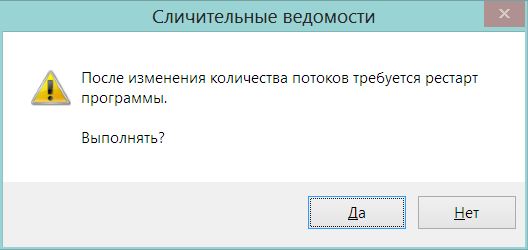 Сличительные ведомости
После изменения количества потоков требуется рестарт
программы.
Выполнять?
Да
Нет